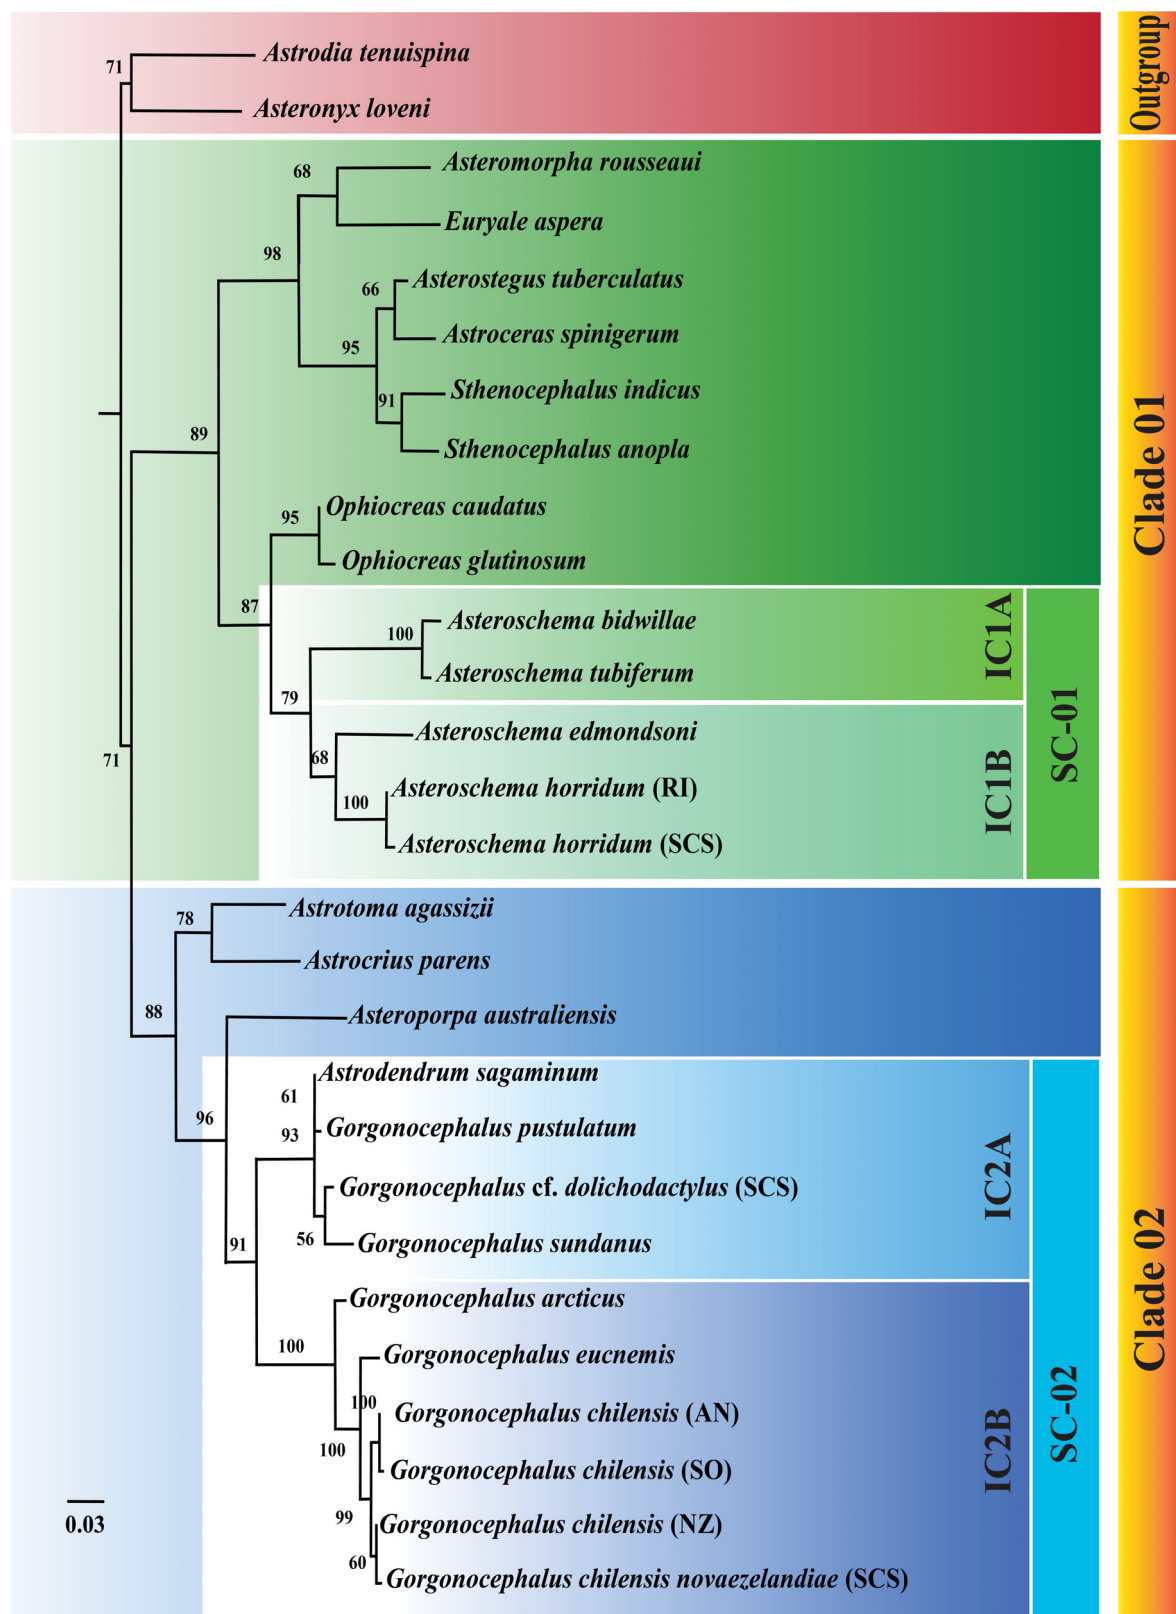 Outgroup
71
Astrodia tenuispina
Asteronyx loveni
Clade 01
68
Asteromorpha rousseaui
Euryale aspera
98
66
Asterostegus tuberculatus
Astroceras spinigerum
95
91
Sthenocephalus indicus
Sthenocephalus anopla
89
95
Ophiocreas caudatus
Ophiocreas glutinosum
87
SC-01
IC1A
100
Asteroschema bidwillae
Asteroschema tubiferum
79
IC1B
68
Asteroschema edmondsoni
100
Asteroschema horridum (RI)
Asteroschema horridum (SCS)
71
Clade 02
78
Astrotoma agassizii
Astrocrius parens
88
Asteroporpa australiensis
96
SC-02
IC2A
Astrodendrum sagaminum
61
93
Gorgonocephalus pustulatum
Gorgonocephalus cf. dolichodactylus (SCS)
56
Gorgonocephalus sundanus
91
IC2B
Gorgonocephalus arcticus
100
Gorgonocephalus eucnemis
100
Gorgonocephalus chilensis (AN)
100
Gorgonocephalus chilensis (SO)
99
Gorgonocephalus chilensis (NZ)
60
Gorgonocephalus chilensis novaezelandiae (SCS)
0.03